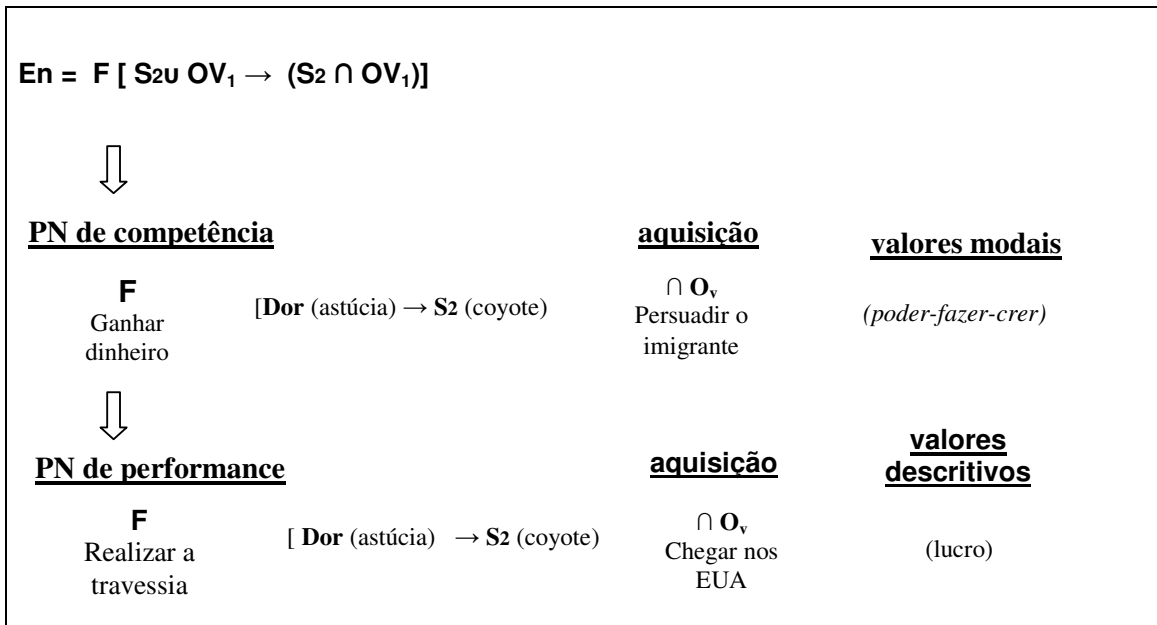 En = F [ S2∪ OV1 → (S2 ∩ OV1)]
⇩
PN de competência aquisição valores modais
F [Dor (astúcia) → S2 (coyote) ∩ Ov (poder-fazer-crer)
Ganhar Persuadir o
dinheiro imigrante
⇩
PN de performance aquisição valores
descritivos
F [ Dor (astúcia) → S2 (coyote) ∩ Ov (lucro)
Realizar a Chegar nos
travessia EUA